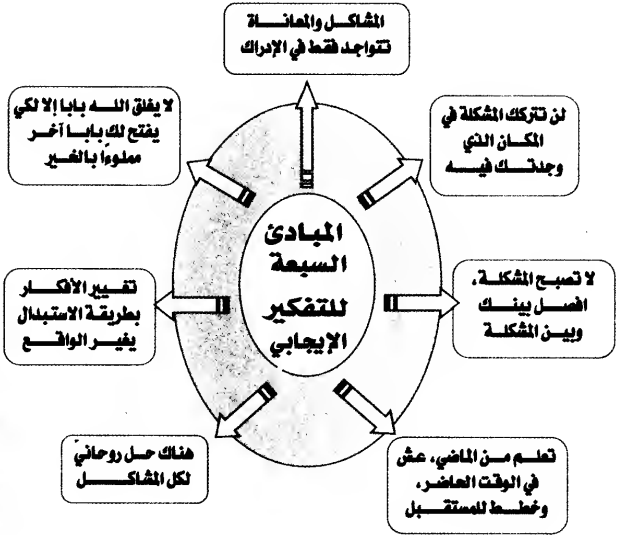 المشاكل والمعاناة
تتواجد فقط في الإدراك
لن تتركك المشكلة في
المكان الذي
وجدتك فيه
لا تصبح المشكلة،
افصل بينك
وبين المشكلة
تعلم من الماضي، عش
في الوقت الحاضر،
وخطط للمستقبل
هناك حل روحانيّ
لكل المشاكل
تغيير الأفكار
بطريقة الاستبدال
يغير الواقع
لا يغلق الله بابا إلا لكي
يفتح لك بابا آخر
مملوءاً بالخير
المبادئ
السبعة
للتفكير
الإيجابي